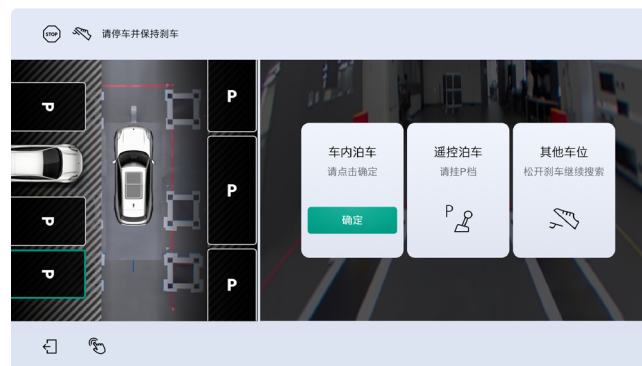 STOP
请停车并保持刹车
P
P
P
P
P
P
车内泊车
请点击确定
确定
遥控泊车
请挂P档
P
其他车位
松开刹车继续搜索